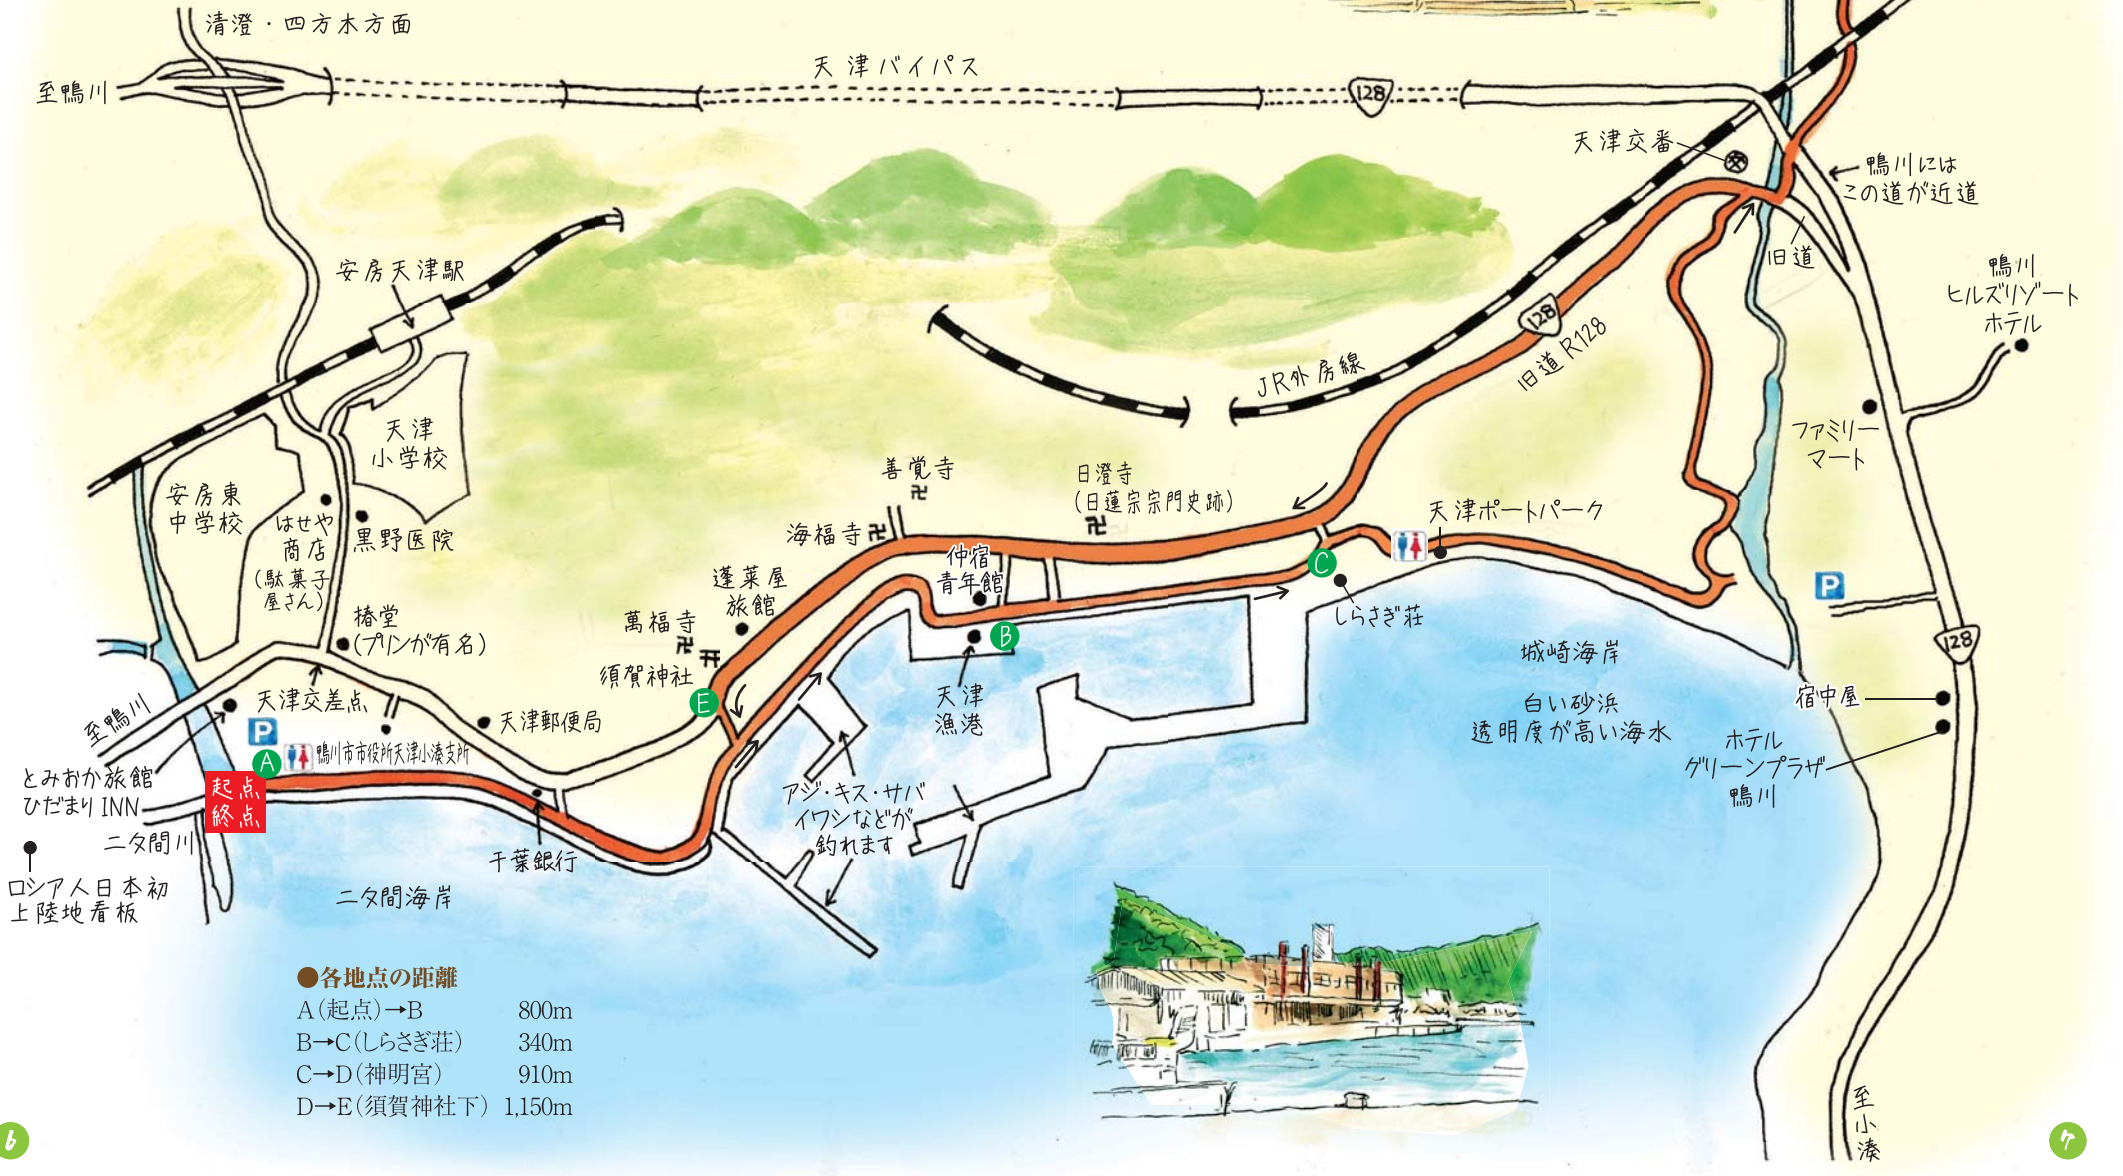 清澄・四方木方面
至鴨川
天津バイパス
128
天津交番
鴨川には
この道が近道
旧道
安房天津駅
鴨川
ヒルズリゾート
ホテル
128
旧道 R128
JR外房線
天津
小学校
ファミリー
マート
安房東
中学校
はせや
商店
(駄菓子
屋さん)
黒野医院
善覚寺
日澄寺
(日蓮宗宗門史跡)
海福寺
天津ポートパーク
仲宿
青年館
C
P
蓬莱屋
旅館
椿堂
(プリンが有名)
萬福寺
しらさぎ荘
B
須賀神社
E
城崎海岸
128
天津
漁港
白い砂浜
透明度が高い海水
宿中屋
至鴨川
天津交差点
天津郵便局
P
A
鴨川市市役所天津小湊支所
ホテル
グリーンプラザ
鴨川
とみおか旅館
ひだまりINN
起点
終点
アジ・キス・サバ
イワシなどが
釣れます
二タ間川
千葉銀行
ロシア人日本初
上陸地看板
二タ間海岸
●各地点の距離
A(起点)→B 800m
B→C(しらさぎ荘) 340m
C→D(神明宮) 910m
D→E(須賀神社下) 1,150m
至小湊
6
7